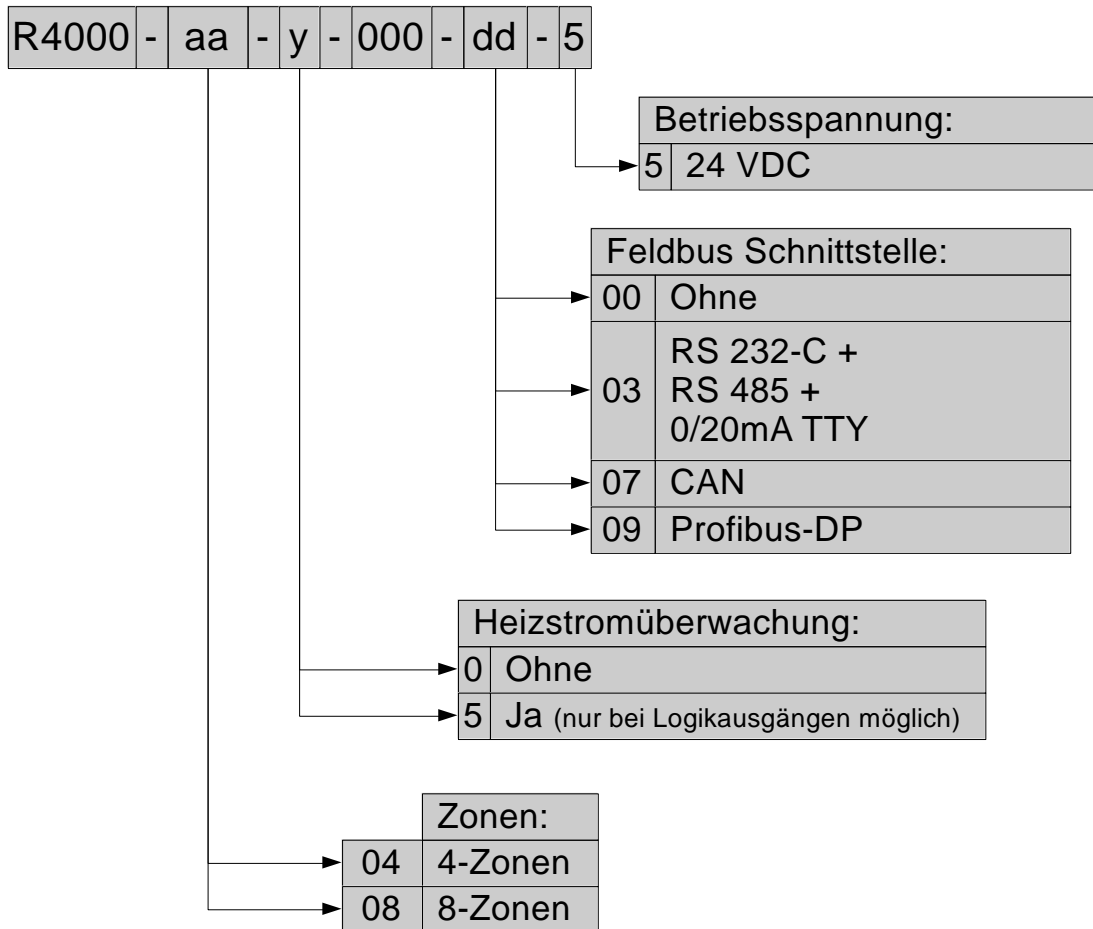 R4000 - aa - y - 000 - dd - 5
Betriebsspannung:
5 24 VDC
Feldbus Schnittstelle:
00 Ohne
03 RS 232-C +
RS 485 +
0/20mA TTY
07 CAN
09 Profibus-DP
Heizstromüberwachung:
0 Ohne
5 Ja (nur bei Logikausgängen möglich)
Zonen:
04 4-Zonen
08 8-Zonen